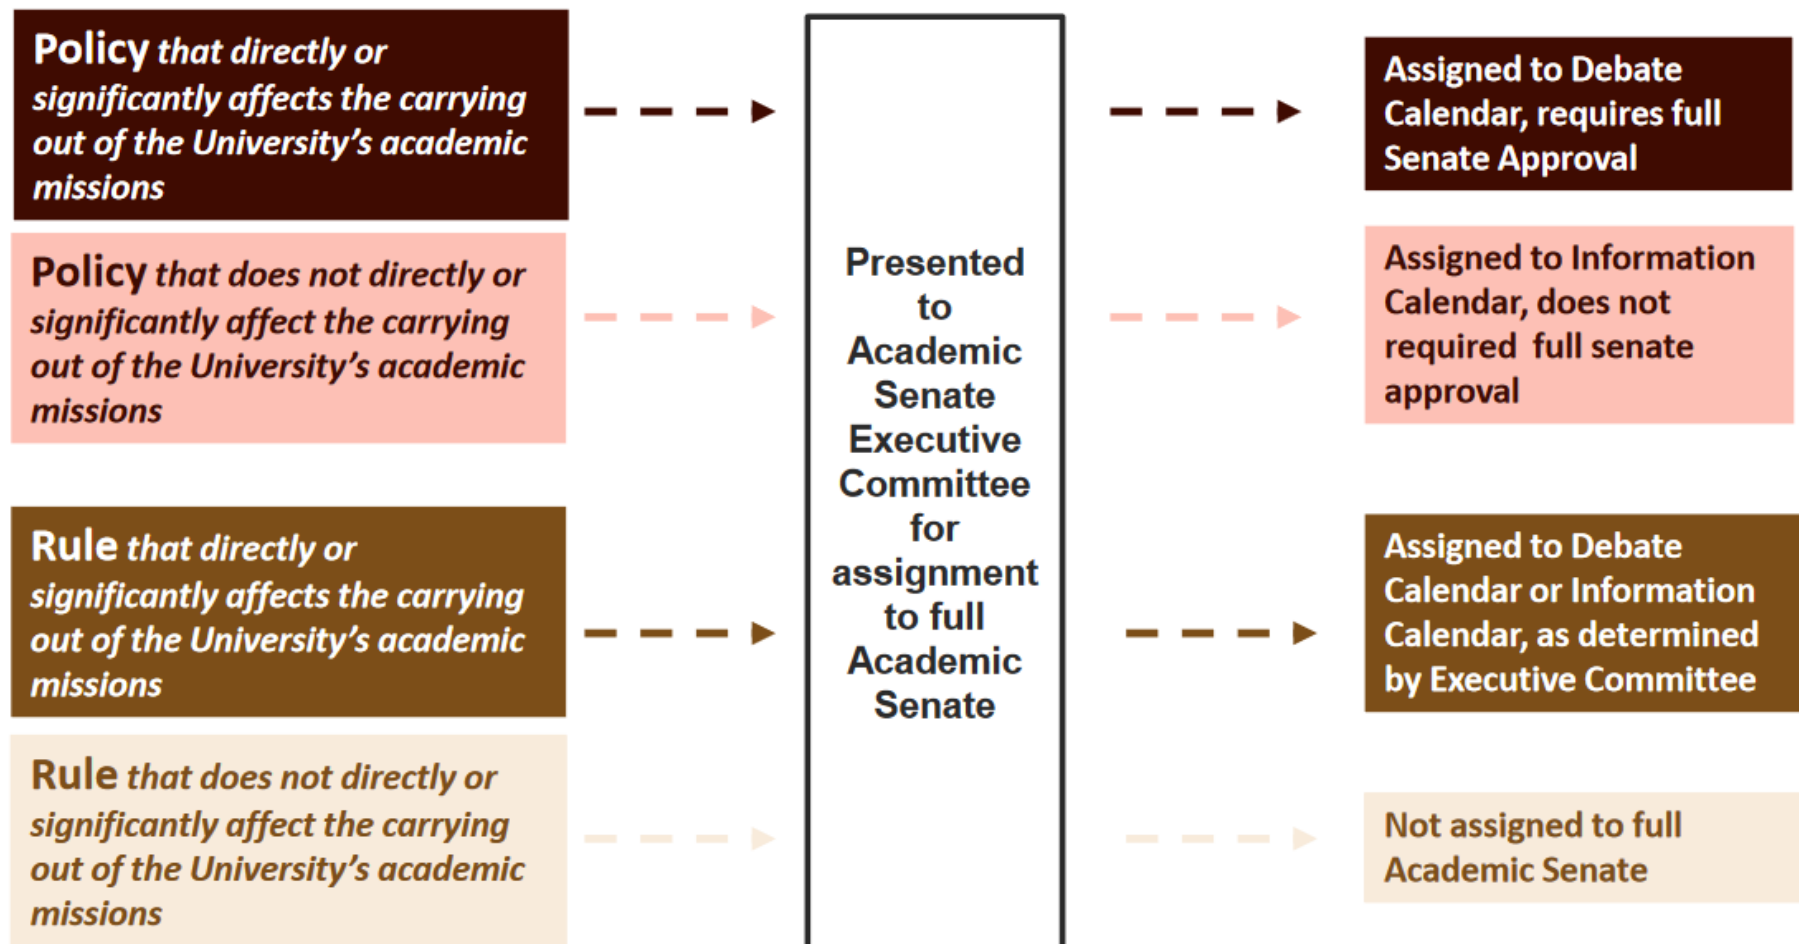 Policy that directly or
significantly affects the carrying
out of the University's academic
missions
Policy that does not directly or
significantly affect the carrying
out of the University's academic
missions
Rule that directly or
significantly affects the carrying
out of the University's academic
missions
Rule that does not directly or
significantly affect the carrying
out of the University's academic
missions
Presented
to
Academic
Senate
Executive
Committee
for
assignment
to full
Academic
Senate
Assigned to Debate
Calendar, requires full
Senate Approval
Assigned to Information
Calendar, does not
required  full senate
approval
Assigned to Debate
Calendar or Information
Calendar, as determined
by Executive Committee
Not assigned to full
Academic Senate